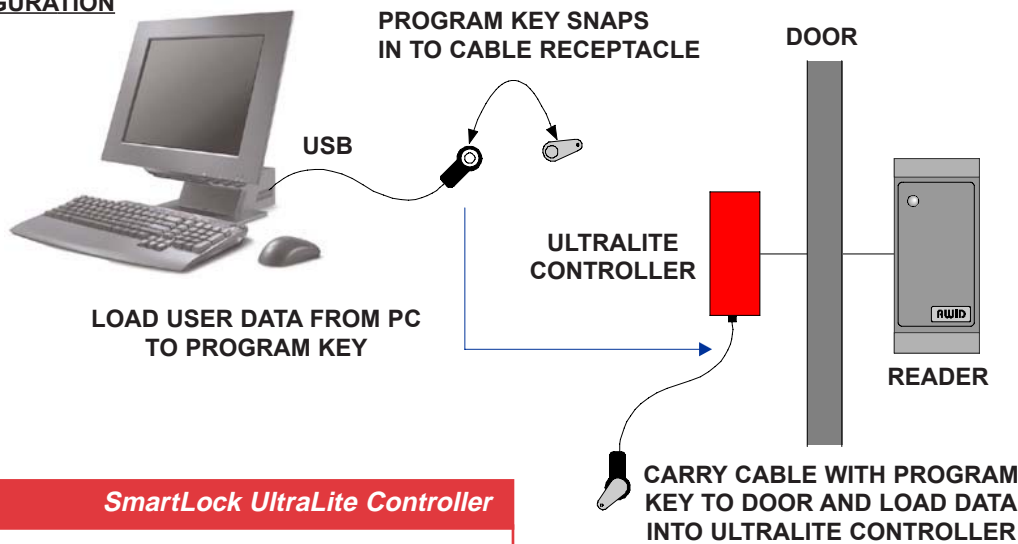 GURATION
PROGRAM KEY SNAPS
IN TO CABLE RECEPTACLE
DOOR
USB
ULTRALITE
CONTROLLER
LOAD USER DATA FROM PC
TO PROGRAM KEY
AWID
READER
CARRY CABLE WITH PROGRAM
KEY TO DOOR AND LOAD DATA
INTO ULTRALITE CONTROLLER
SmartLock UltraLite Controller